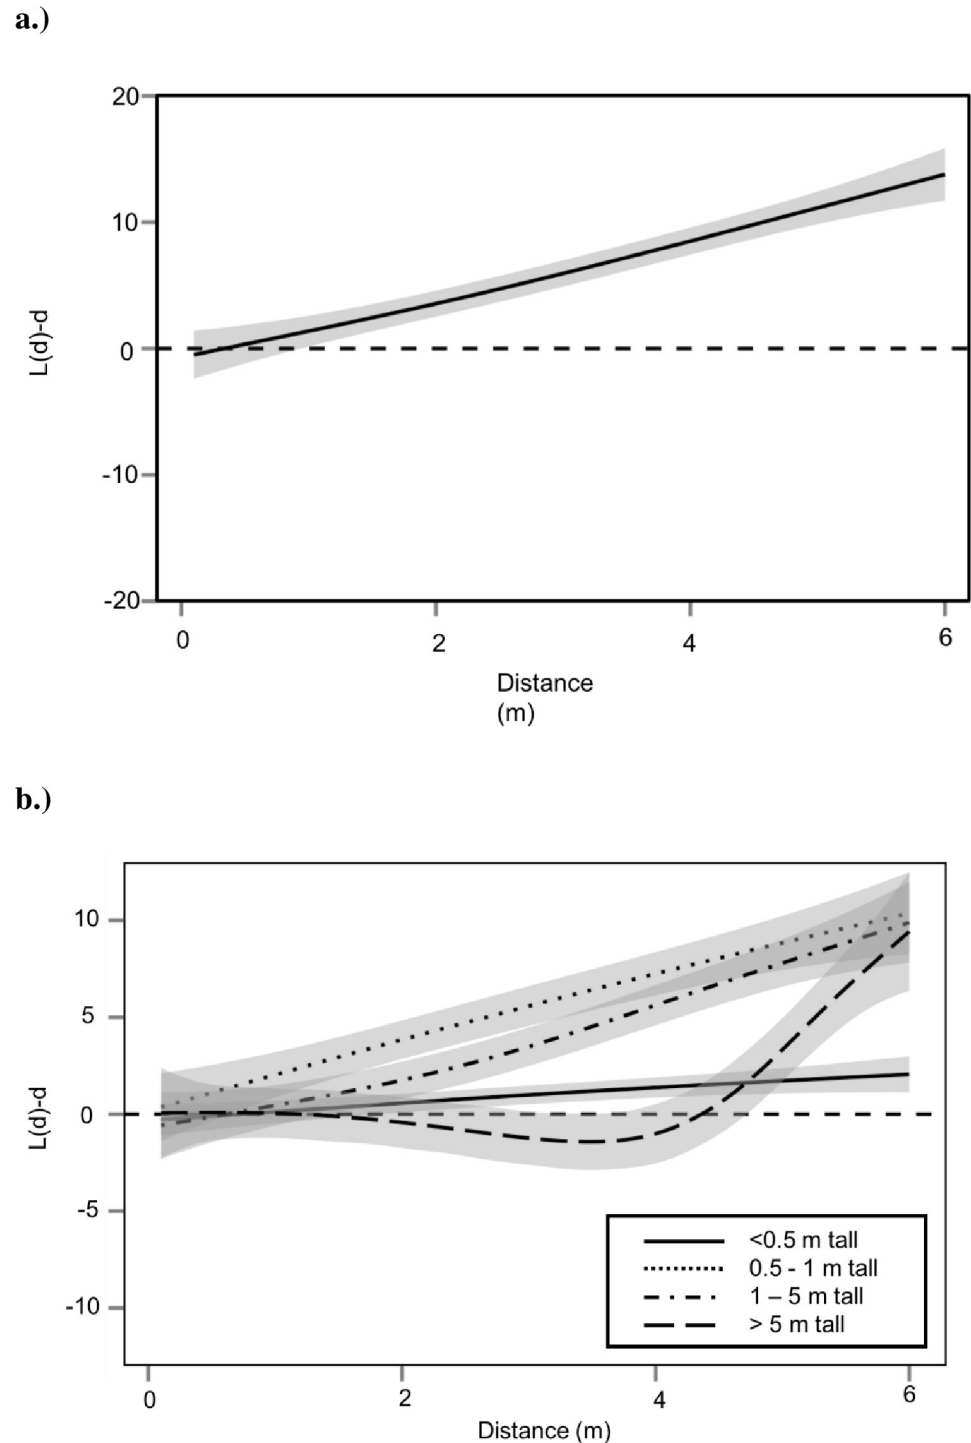 a.)
20
10
0
-10
-20
L(d)-d
0 2 4 6
Distance
(m)
b.)
10
5
0
-5
-10
L(d)-d
<0.5 m tall
0.5 - 1 m tall
1 – 5 m tall
> 5 m tall
0 2 4 6
Distance (m)